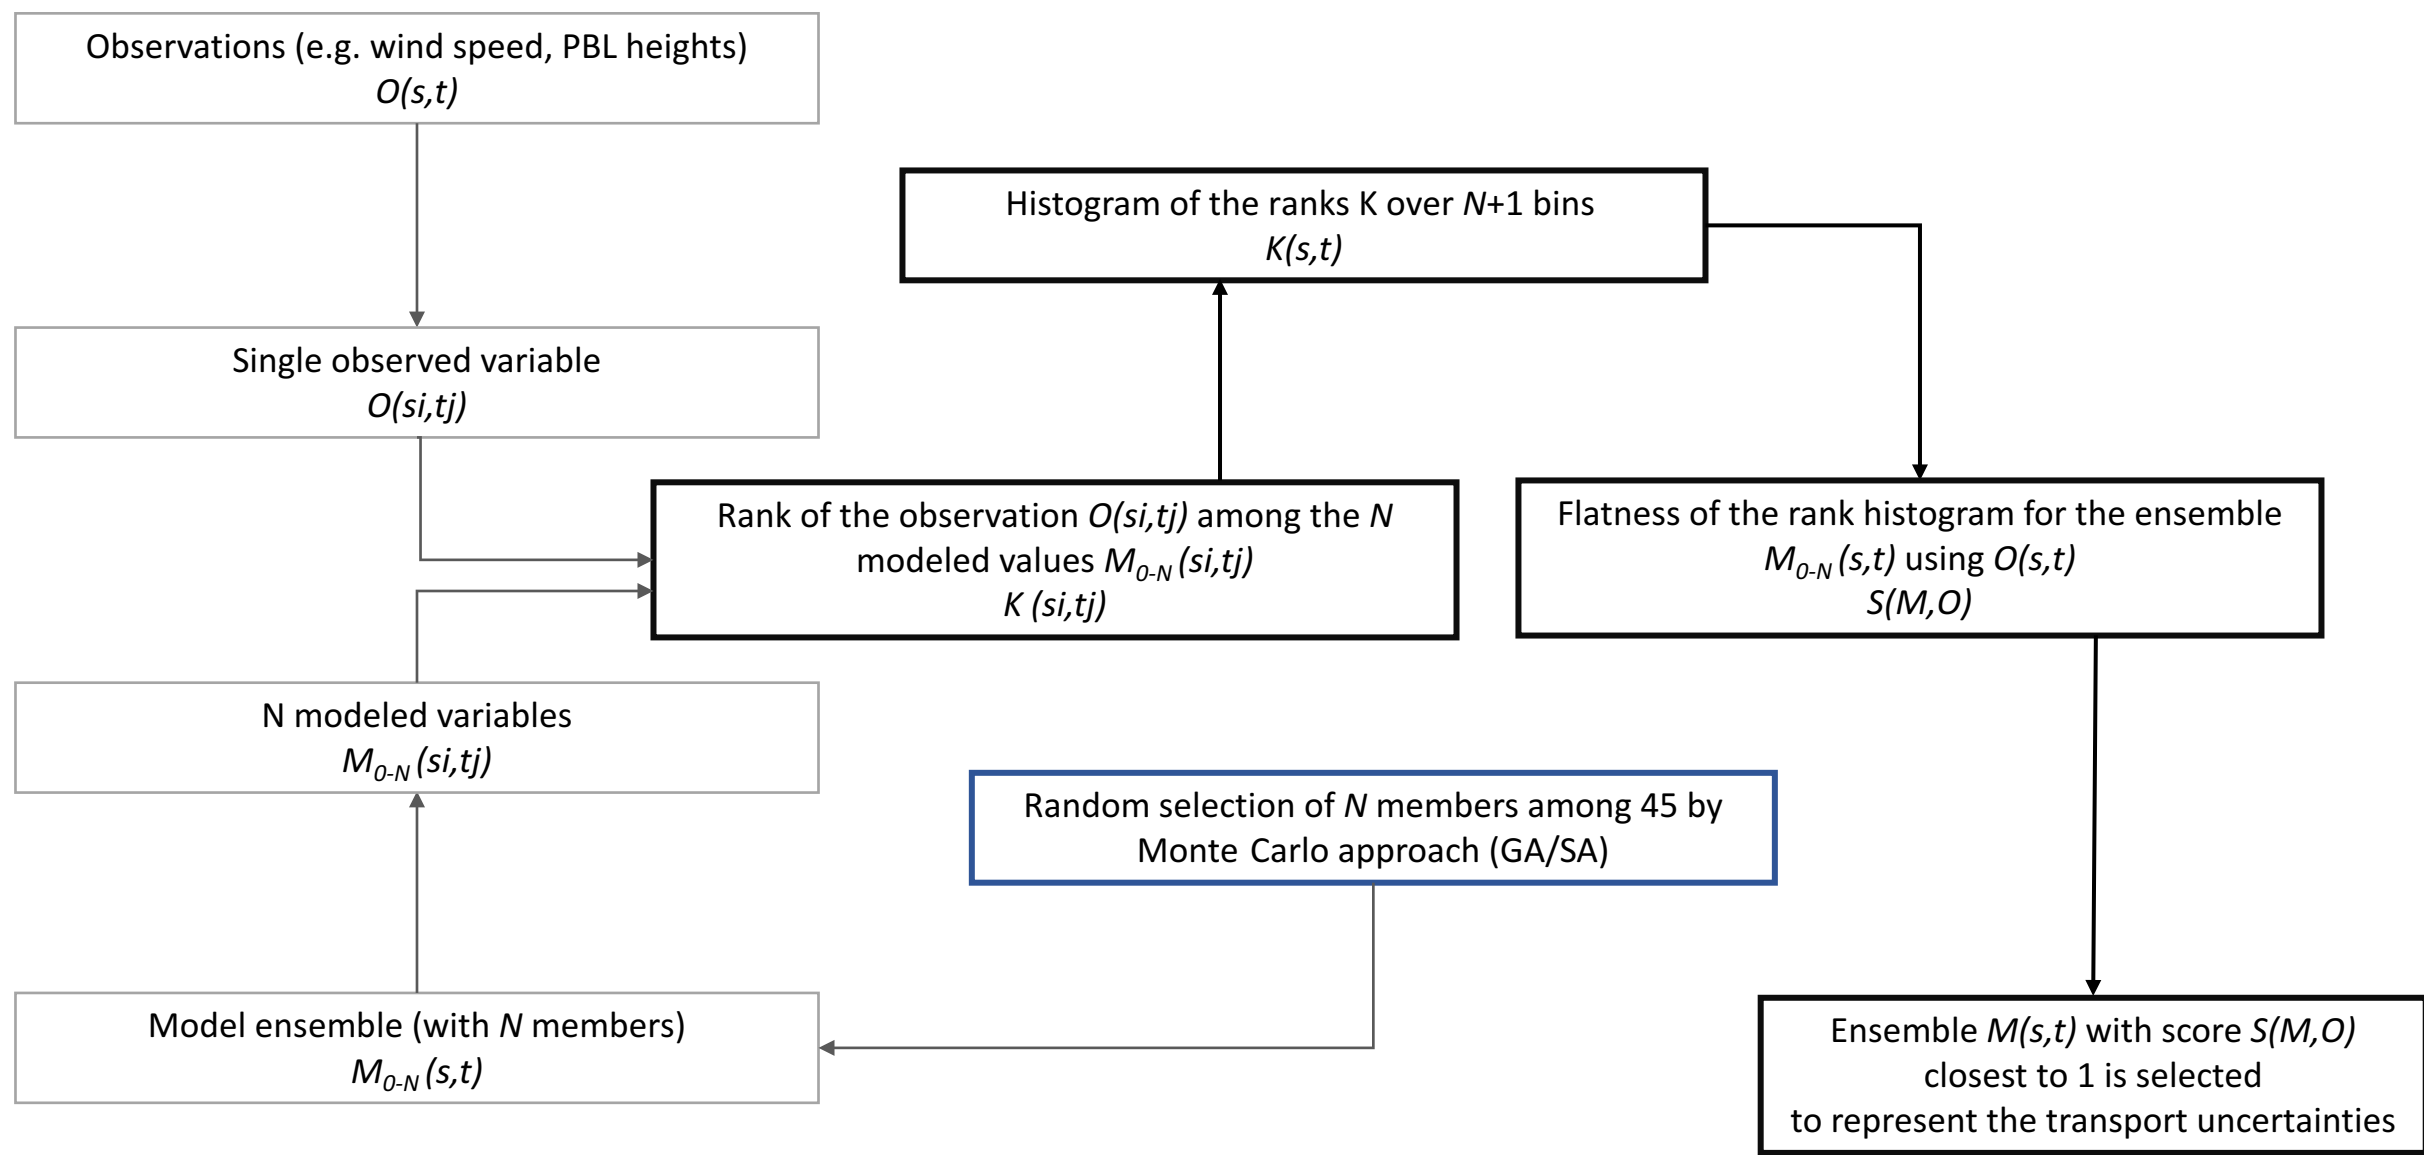 Observations (e.g. wind speed, PBL heights)
O(s,t)
Single observed variable
O(si,tj)
Histogram of the ranks K over N+1 bins
K(s,t)
Rank of the observation O(si,tj) among the N
modeled values M0-N (si,tj)
K (si,tj)
Flatness of the rank histogram for the ensemble
M0-N (s,t) using O(s,t)
S(M,O)
N modeled variables
M0-N (si,tj)
Random selection of N members among 45 by
Monte Carlo approach (GA/SA)
Model ensemble (with N members)
M0-N (s,t)
Ensemble M(s,t) with score S(M,O)
closest to 1 is selected
to represent the transport uncertainties